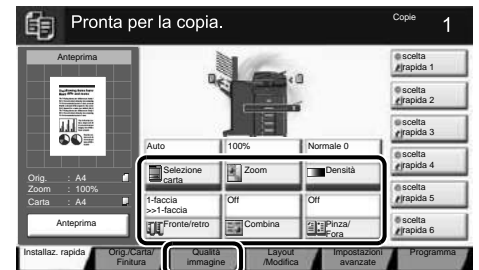 Pronta per la copia.
Copie
1
Anteprima
Orig. : A4
Zoom : 100%
Carta : A4
Anteprima
Auto
100%
Normale 0
Selezione
carta
Zoom
Densità
1-faccia
>>1-faccia
Off
Off
Fronte/retro
Combina
Pinza/
Fora
scelta
rapida 1
scelta
rapida 2
scelta
rapida 3
scelta
rapida 4
scelta
rapida 5
scelta
rapida 6
Installaz. rapida
Orig./Carta/
Finitura
Qualità
immagine
Layout
/Modifica
Impostazioni
avanzate
Programma